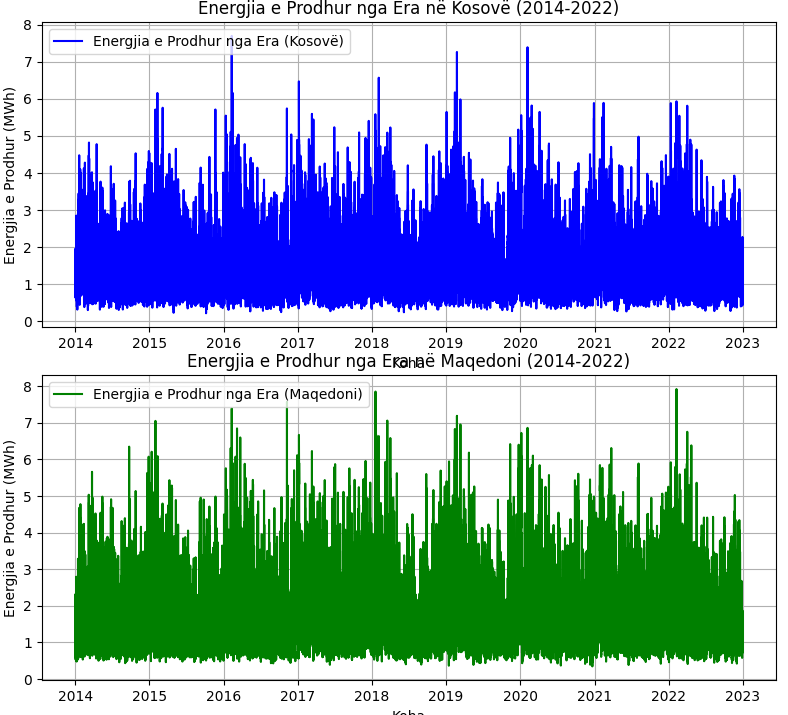 Energjia e Prodhur nga Era në Kosovë (2014-2022)
Energjia e Prodhur nga Era (Kosovë)
Energjia e Prodhur (MWh)
8
7
6
5
4
3
2
1
0
2014 2015 2016 2017 2018 2019 2020 2021 2022 2023
Koha
Energjia e Prodhur nga Era në Maqedoni (2014-2022)
Energjia e Prodhur nga Era (Maqedoni)
Energjia e Prodhur (MWh)
8
7
6
5
4
3
2
1
0
2014 2015 2016 2017 2018 2019 2020 2021 2022 2023
Koha